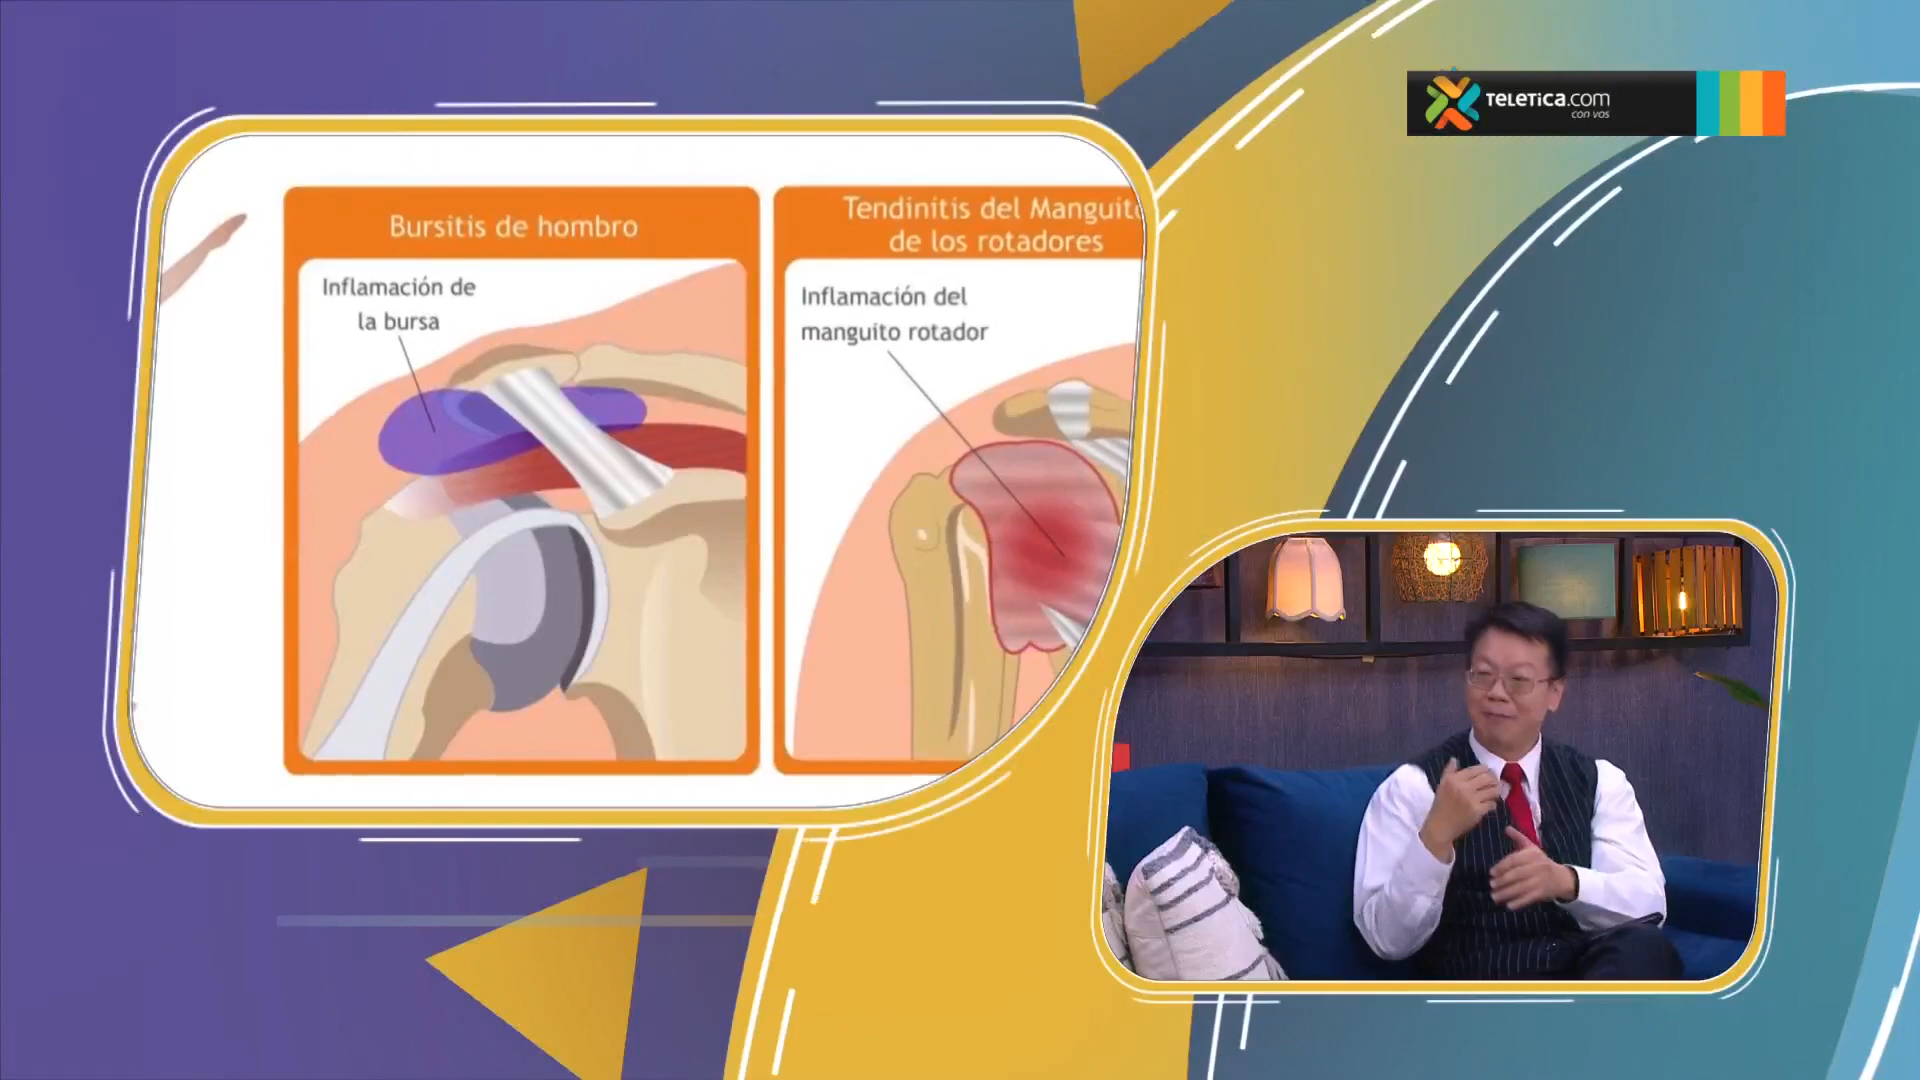 TELETICA.com
con vos
Bursitis de hombro
Inflamación de
la bursa
Tendinitis del Manguito
de los rotadores
Inflamación del
manguito rotador